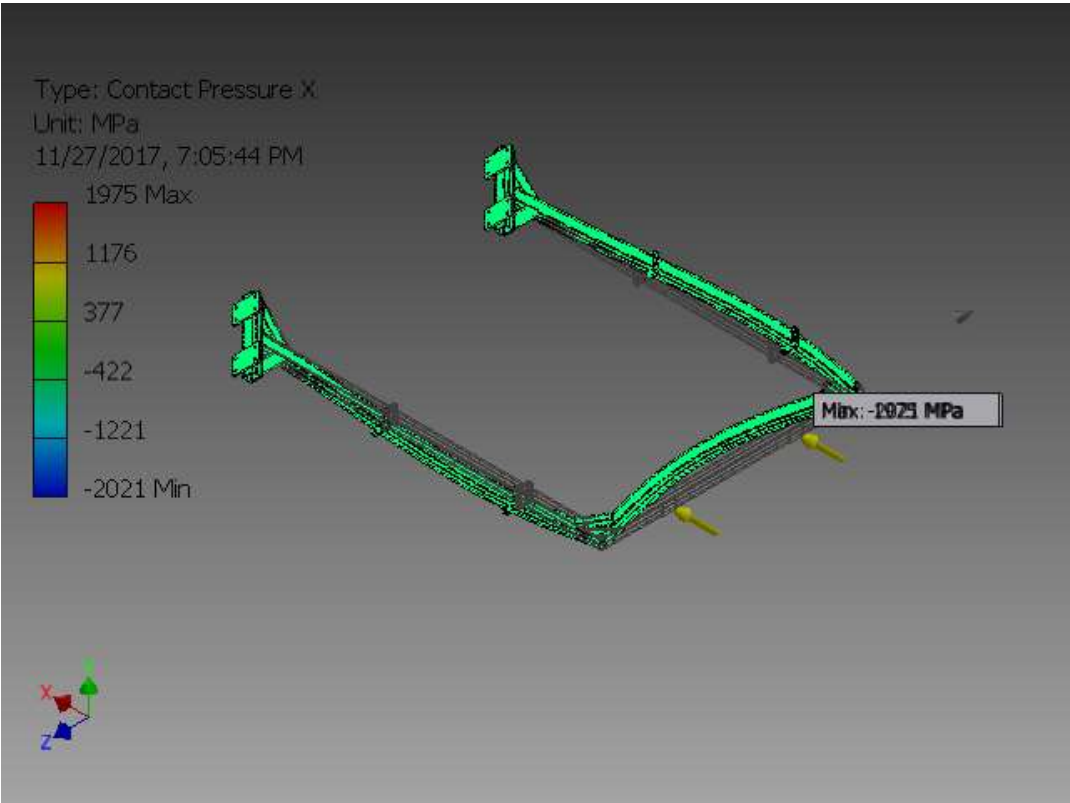 Type: Contact Pressure X
Unit: MPa
11/27/2017, 7:05:44 PM
1975 Max
1176
377
-422
-1221
-2021 Min
MPa
X
Z